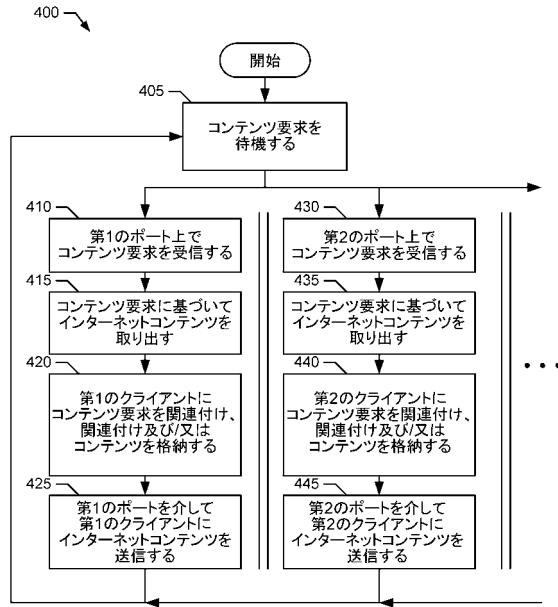 400
開始
405
コンテンツ要求を
待機する
410
第1のポート上で
コンテンツ要求を受信する
415
コンテンツ要求に基づいて
インターネットコンテンツを
取り出す
420
第1のクライアントに
コンテンツ要求を関連付け、
関連付け及び/又は
コンテンツを格納する
425
第1のポートを介して
第1のクライアントに
インターネットコンテンツを
送信する
430
第2のポート上で
コンテンツ要求を受信する
435
コンテンツ要求に基づいて
インターネットコンテンツを
取り出す
440
第2のクライアントに
コンテンツ要求を関連付け、
関連付け及び/又は
コンテンツを格納する
445
第2のポートを介して
第2のクライアントに
インターネットコンテンツを
送信する